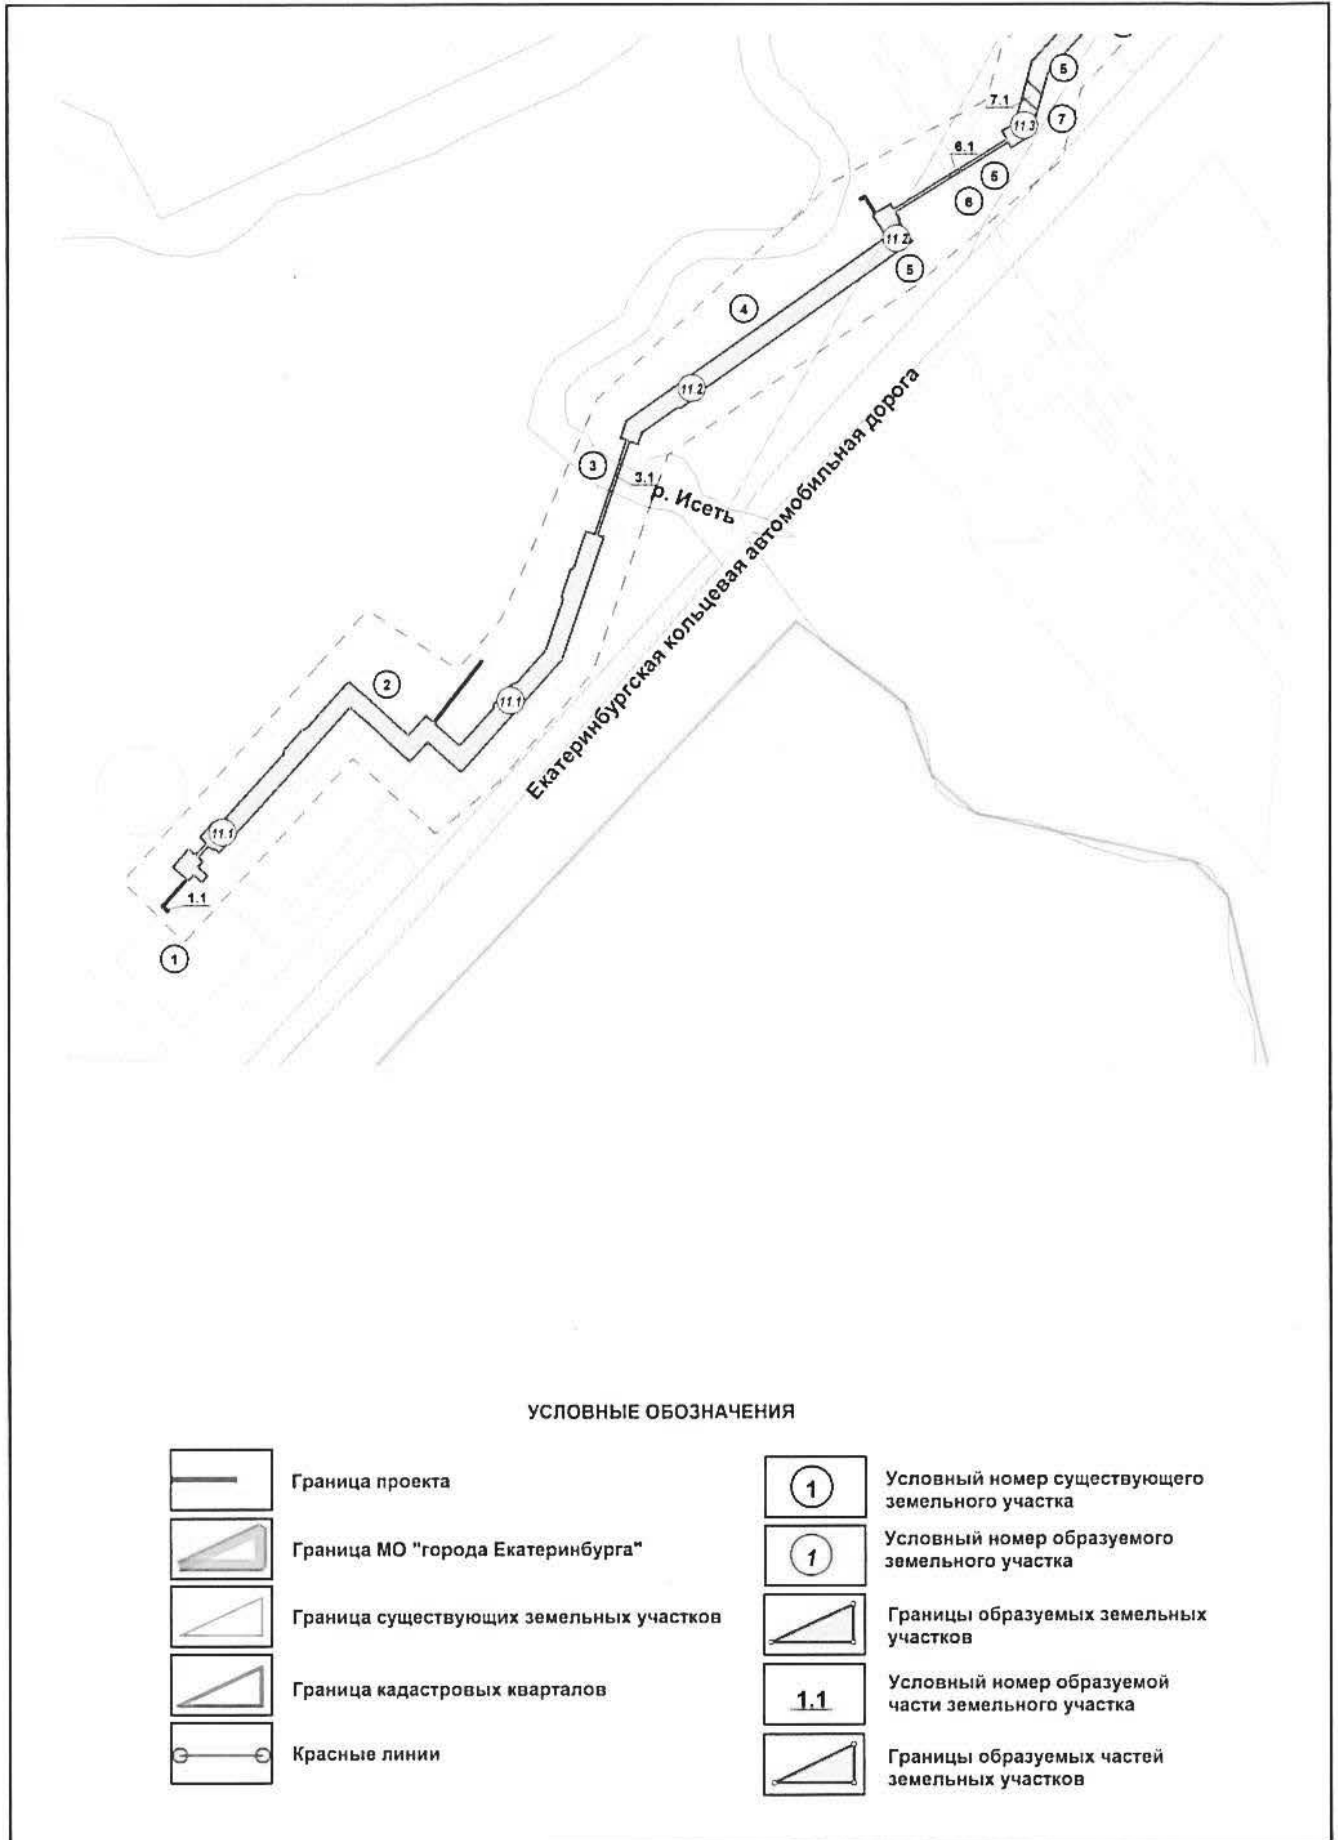 5
7.1
11.3
7
6.1
5
6
11.2
5
4
11.2
3
3.1
р. Исеть
Екатеринбургская кольцевая автомобильная дорога
2
11.1
11.1
1.1
1
УСЛОВНЫЕ ОБОЗНАЧЕНИЯ
Граница проекта
Граница МО "города Екатеринбурга"
Граница существующих земельных участков
Граница кадастровых кварталов
Красные линии
1
Условный номер существующего
земельного участка
1
Условный номер образуемого
земельного участка
Границы образуемых земельных
участков
1.1
Условный номер образуемой
части земельного участка
Границы образуемых частей
земельных участков